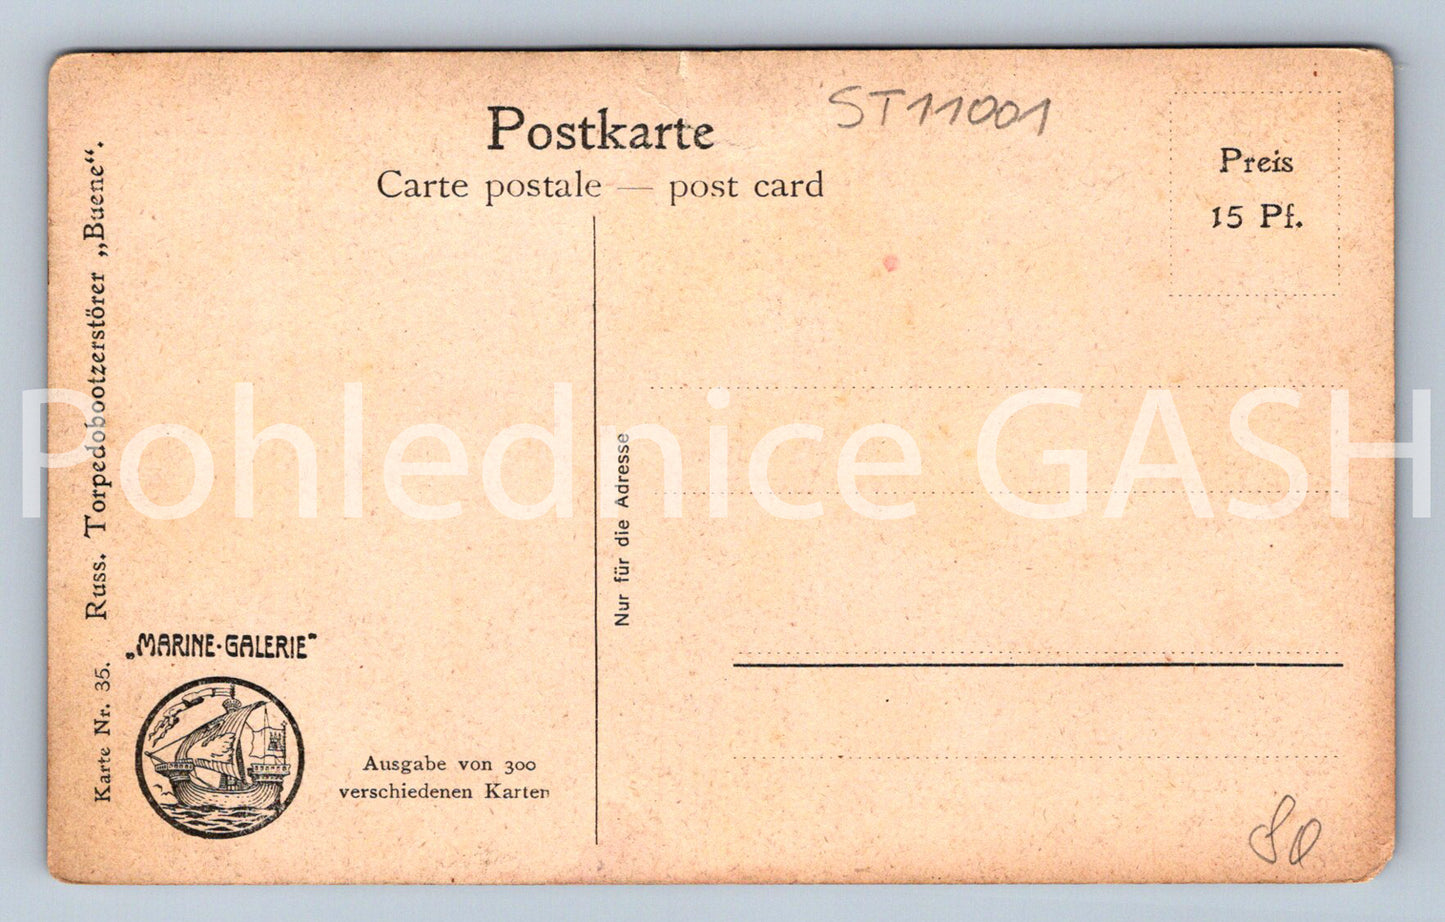 Postkarte
Carte postale — post card
ST11001
Preis
15 Pf.
Karte Nr. 35. Russ. Torpedobootzerstörer „Buene“.
Nur für die Adresse
„MARINE-GALERIE“
Ausgabe von 300
verschiedenen Karten
80
Pohlednice GASH